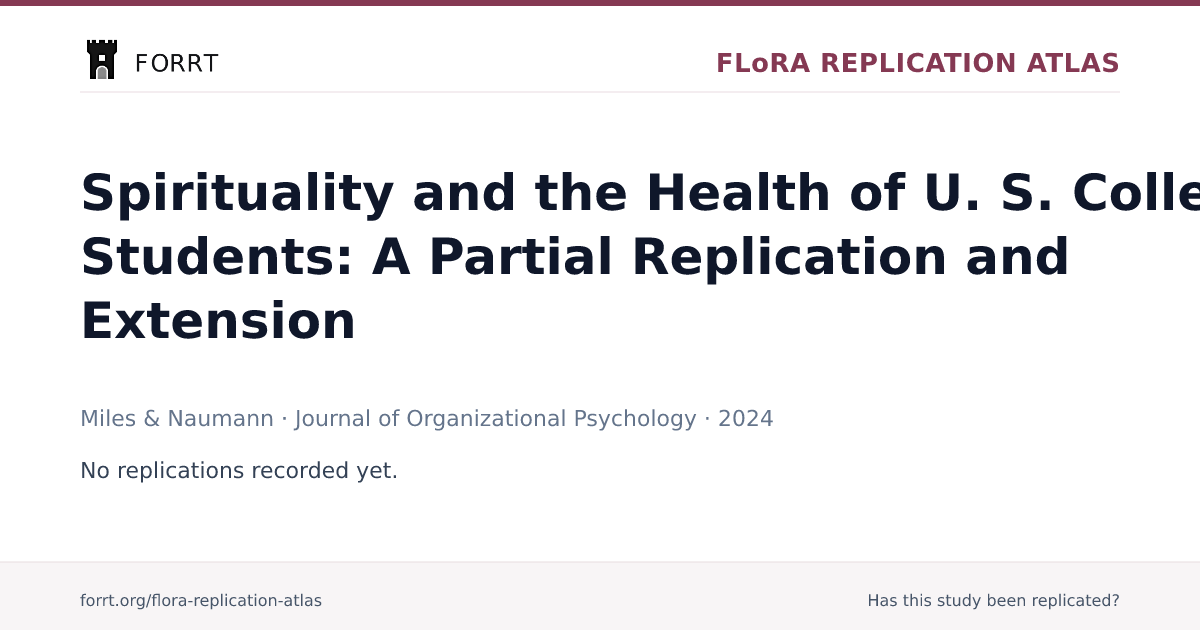 FORRT
FLoRA REPLICATION ATLAS
Spirituality and the Health of U. S. Colle
Students: A Partial Replication and
Extension
Miles & Naumann · Journal of Organizational Psychology · 2024
No replications recorded yet.
forrt.org/flora-replication-atlas
Has this study been replicated?